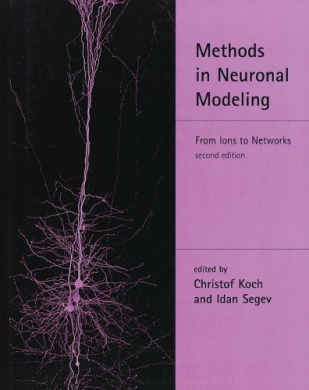 Methods
in Neuronal
Modeling
From Ions to Networks
second edition
edited by
Christof Koch
and Idan Segev